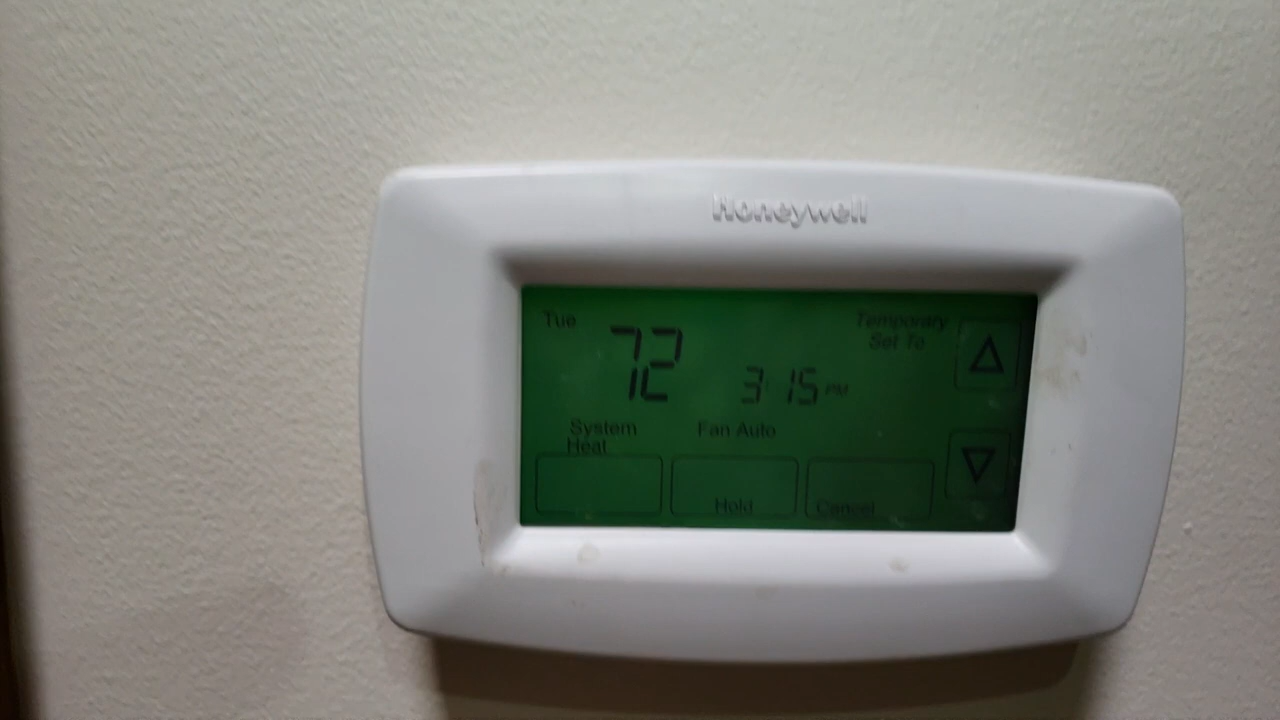 Honeywell
Tue
72
3:15 PM
Temporary
Set To
System
Heat
Fan Auto
Hold
Cancel